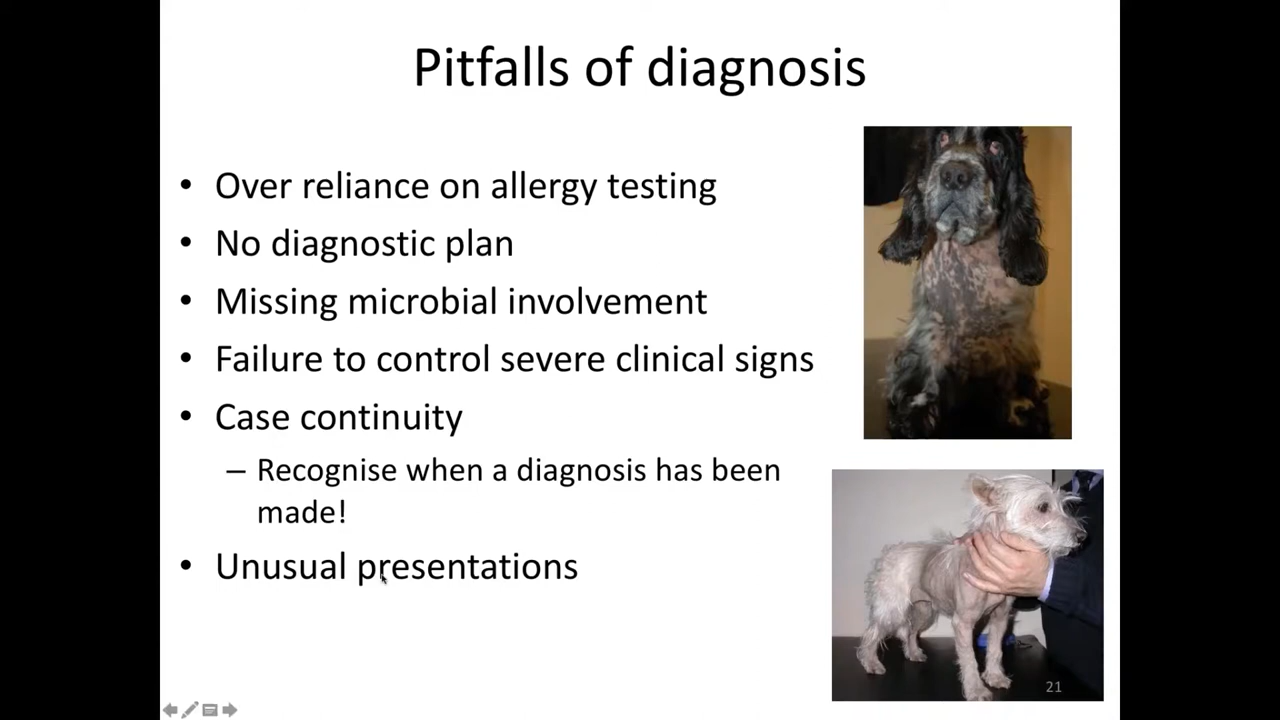 Pitfalls of diagnosis
• Over reliance on allergy testing
• No diagnostic plan
• Missing microbial involvement
• Failure to control severe clinical signs
• Case continuity
– Recognise when a diagnosis has been
made!
• Unusual presentations
21